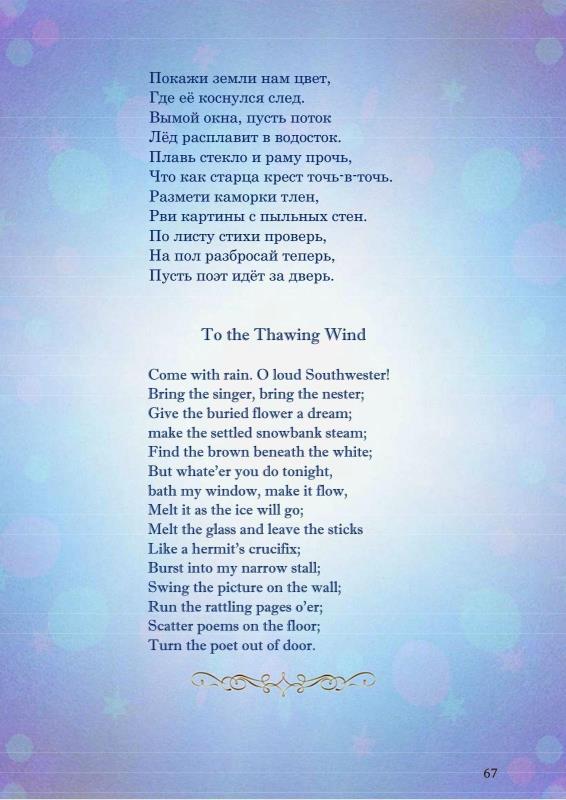 Покажи земли нам цвет,
Где её коснулся след.
Вымой окна, пусть поток
Лёд расплавит в водосток.
Плавь стекло и раму прочь,
Что как старца крест точь-в-точь.
Размети каморки тлен,
Рви картины с пыльных стен.
По листу стихи проверь,
На пол разбросай теперь,
Пусть поэт идёт за дверь.
To the Thawing Wind
Come with rain. O loud Southwester!
Bring the singer, bring the nester;
Give the buried flower a dream;
make the settled snowbank steam;
Find the brown beneath the white;
But whate’er you do tonight,
bath my window, make it flow,
Melt it as the ice will go;
Melt the glass and leave the sticks
Like a hermit’s crucifix;
Burst into my narrow stall;
Swing the picture on the wall;
Run the rattling pages o’er;
Scatter poems on the floor;
Turn the poet out of door.
67